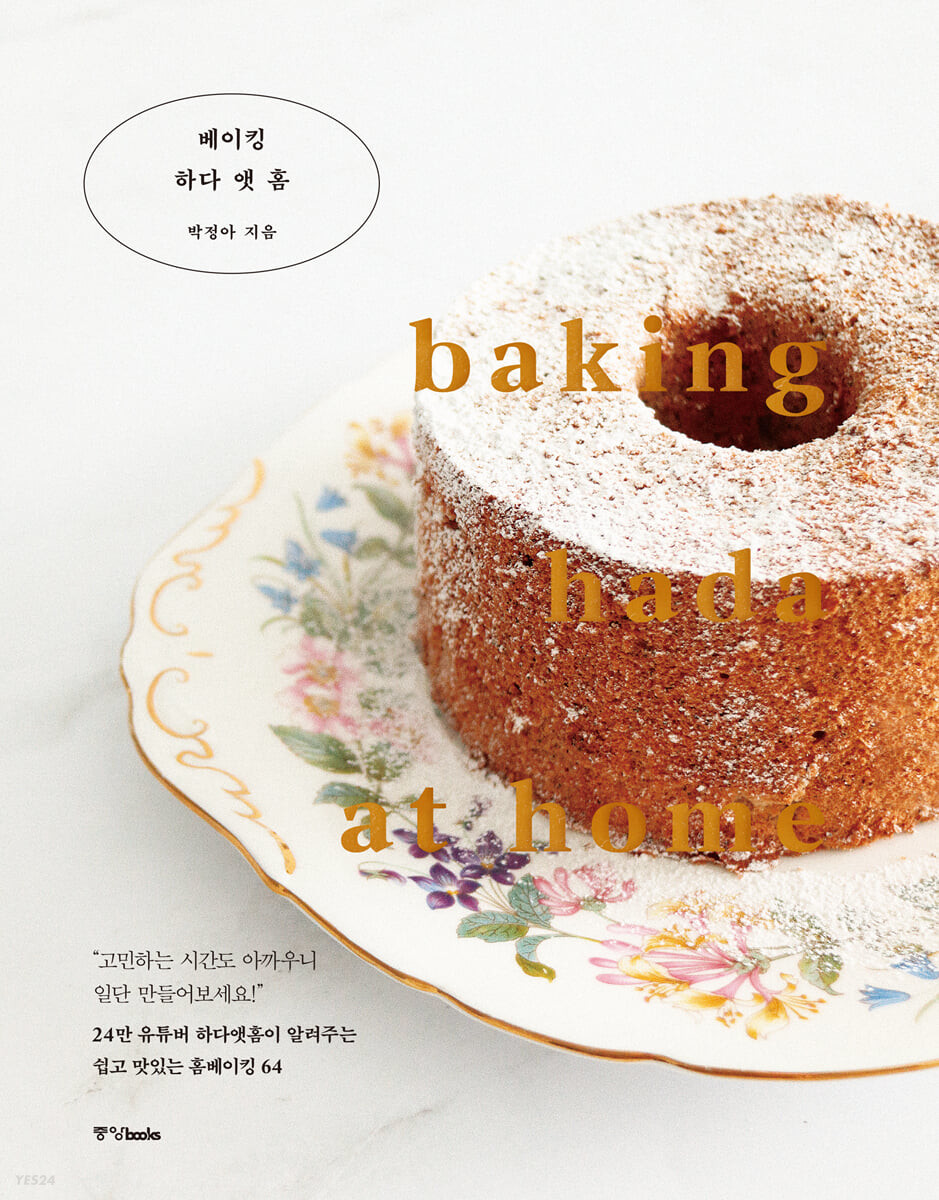 베이킹
하다 앳 홈
박정아 지음
baking
hada
at home
“고민하는 시간도 아까우니
일단 만들어보세요!”
24만 유튜버 하다앳홈이 알려주는
쉽고 맛있는 홈베이킹 64
중앙books
YES24